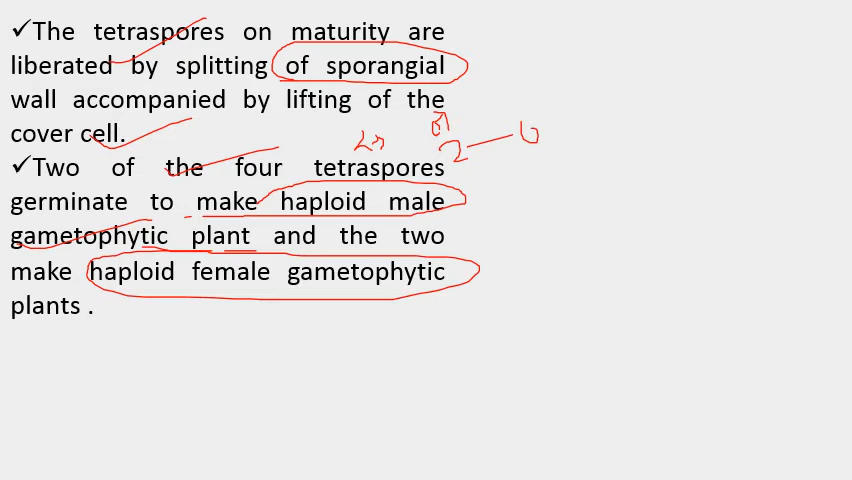 ✓The tetraspores on maturity are
liberated by splitting of sporangial
wall accompanied by lifting of the
cover cell.
✓Two of the four tetraspores
germinate to make haploid male
gametophytic plant and the two
make haploid female gametophytic
plants .